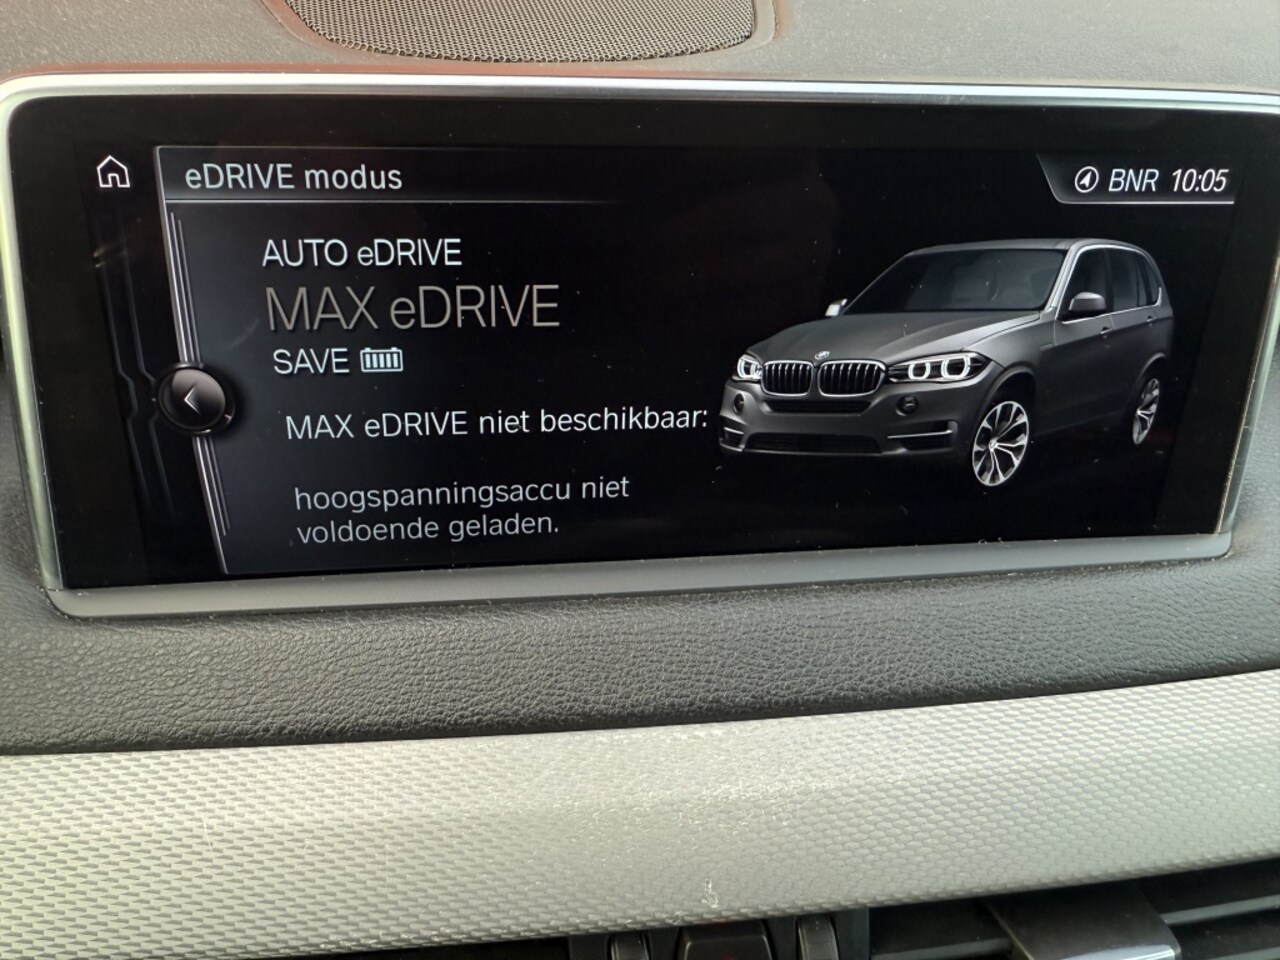 eDRIVE modus
BNR 10:05
AUTO eDRIVE
MAX eDRIVE
SAVE
MAX eDRIVE niet beschikbaar:
hoogspanningsaccu niet
voldoende geladen.